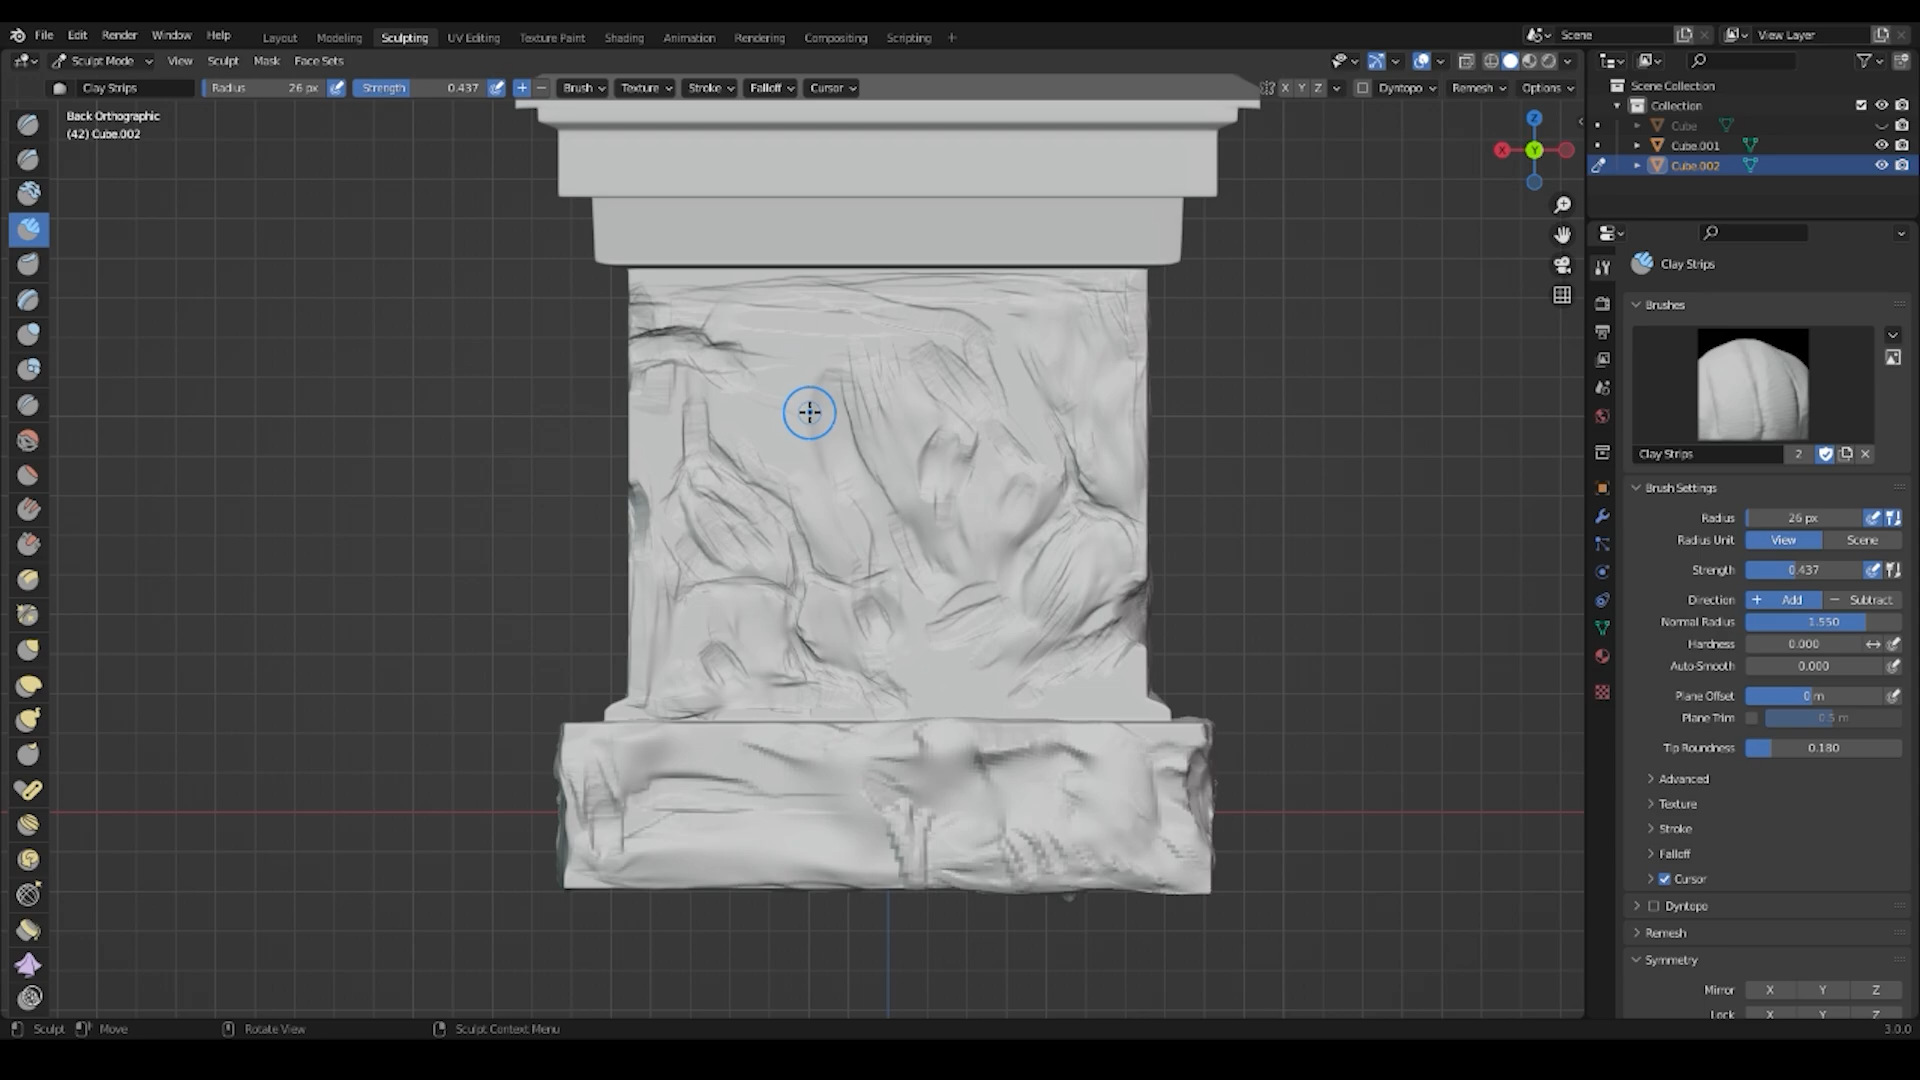 File Edit Render Window Help
Layout Modeling Sculpting UV Editing Texture Paint Shading Animation Rendering Compositing Scripting +
Scene View Layer
Sculpt Mode View Sculpt Mask Face Sets
Clay Strips Radius 26 px Strength 0.437 + − Brush Texture Stroke Falloff Cursor X Y Z Dyntopo Remesh Options
Back Orthographic
(42) Cube.002
Z
X Y
Scene Collection
Collection
Cube
Cube.001
Cube.002
Clay Strips
Brushes
Clay Strips 2
Brush Settings
Radius 26 px
Radius Unit View Scene
Strength 0.437
Direction + Add − Subtract
Normal Radius 1.550
Hardness 0.000
Auto-Smooth 0.000
Plane Offset 0 m
Plane Trim 0.5 m
Tip Roundness 0.180
Advanced
Texture
Stroke
Falloff
Cursor
Dyntopo
Remesh
Symmetry
Mirror X Y Z
Lock X Y Z
Sculpt Move Rotate View Sculpt Context Menu 3.0.0